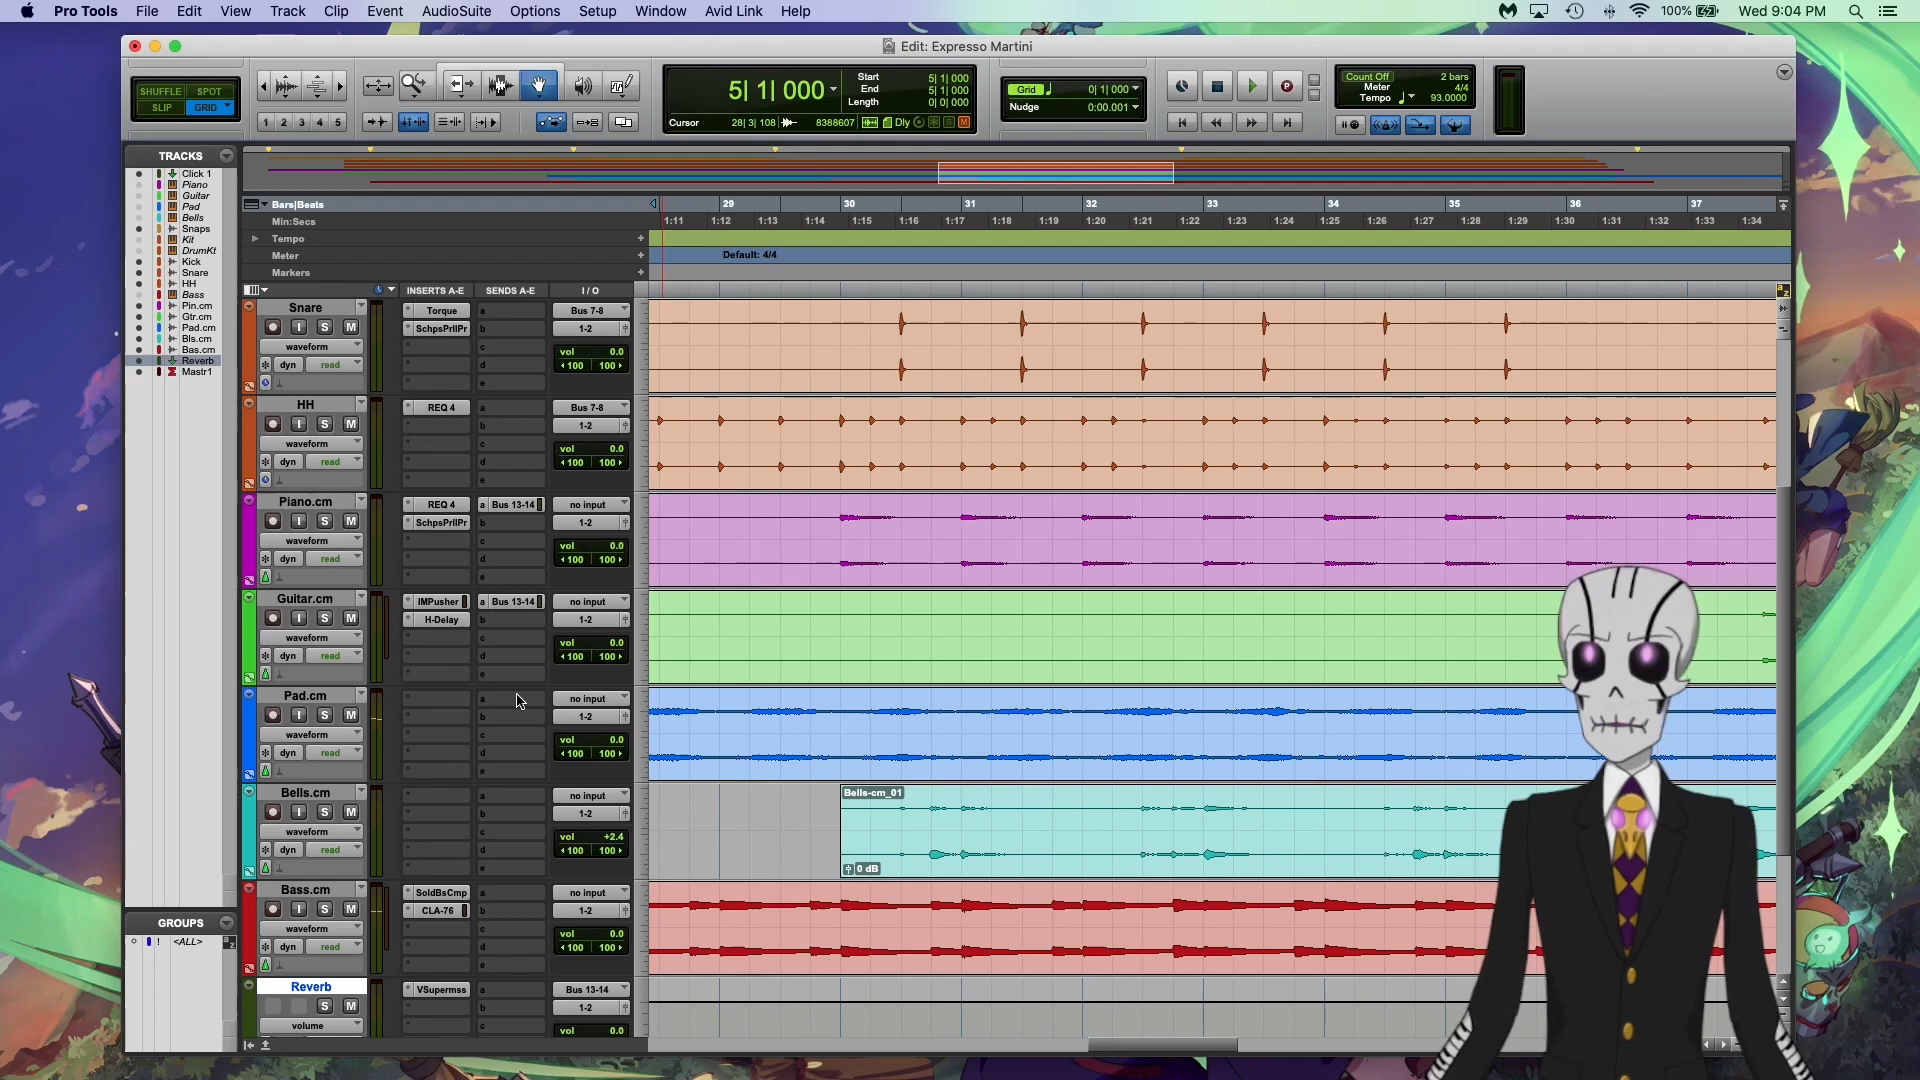 Pro Tools File Edit View Track Clip Event AudioSuite Options Setup Window Avid Link Help 100% Wed 9:04 PM
Edit: Expresso Martini
SHUFFLE SPOT
SLIP GRID
1 2 3 4 5
5| 1| 000
Start 5| 1| 000
End 5| 1| 000
Length 0| 0| 000
Cursor 28| 3| 108 8388607 Dly S M
Grid 0| 1| 000
Nudge 0:00.001
Count Off 2 bars
Meter 4/4
Tempo 93.0000
TRACKS
Click 1
Piano
Guitar
Pad
Bells
Snaps
Kit
DrumKt
Kick
Snare
HH
Bass
Pin.cm
Gtr.cm
Pad.cm
Bls.cm
Bas.cm
Reverb
Mastr1
GROUPS
! <ALL>
Bars|Beats 29 30 31 32 33 34 35 36 37
Min:Secs 1:11 1:12 1:13 1:14 1:15 1:16 1:17 1:18 1:19 1:20 1:21 1:22 1:23 1:24 1:25 1:26 1:27 1:28 1:29 1:30 1:31 1:32 1:33 1:34
Tempo
Meter Default: 4/4
Markers
INSERTS A-E SENDS A-E I / O
Snare Torque a Bus 7-8
I S M SchpsPrllPr b 1-2
waveform c vol 0.0
dyn read d 100 100
e
HH REQ 4 a Bus 7-8
I S M b 1-2
waveform c vol 0.0
dyn read d 100 100
e
Piano.cm REQ 4 a Bus 13-14 no input
I S M SchpsPrllPr b 1-2
waveform c vol 0.0
dyn read d 100 100
e
Guitar.cm IMPusher a Bus 13-14 no input
I S M H-Delay b 1-2
waveform c vol 0.0
dyn read d 100 100
e
Pad.cm a no input
I S M b 1-2
waveform c vol 0.0
dyn read d 100 100
e
Bells.cm a no input Bells-cm_01
I S M b 1-2
waveform c vol +2.4
dyn read d 100 100
e 0 dB
Bass.cm SoldBsCmp a no input
I S M CLA-76 b 1-2
waveform c vol 0.0
dyn read d 100 100
e
Reverb VSupermss a Bus 13-14
S M b 1-2
volume c vol 0.0